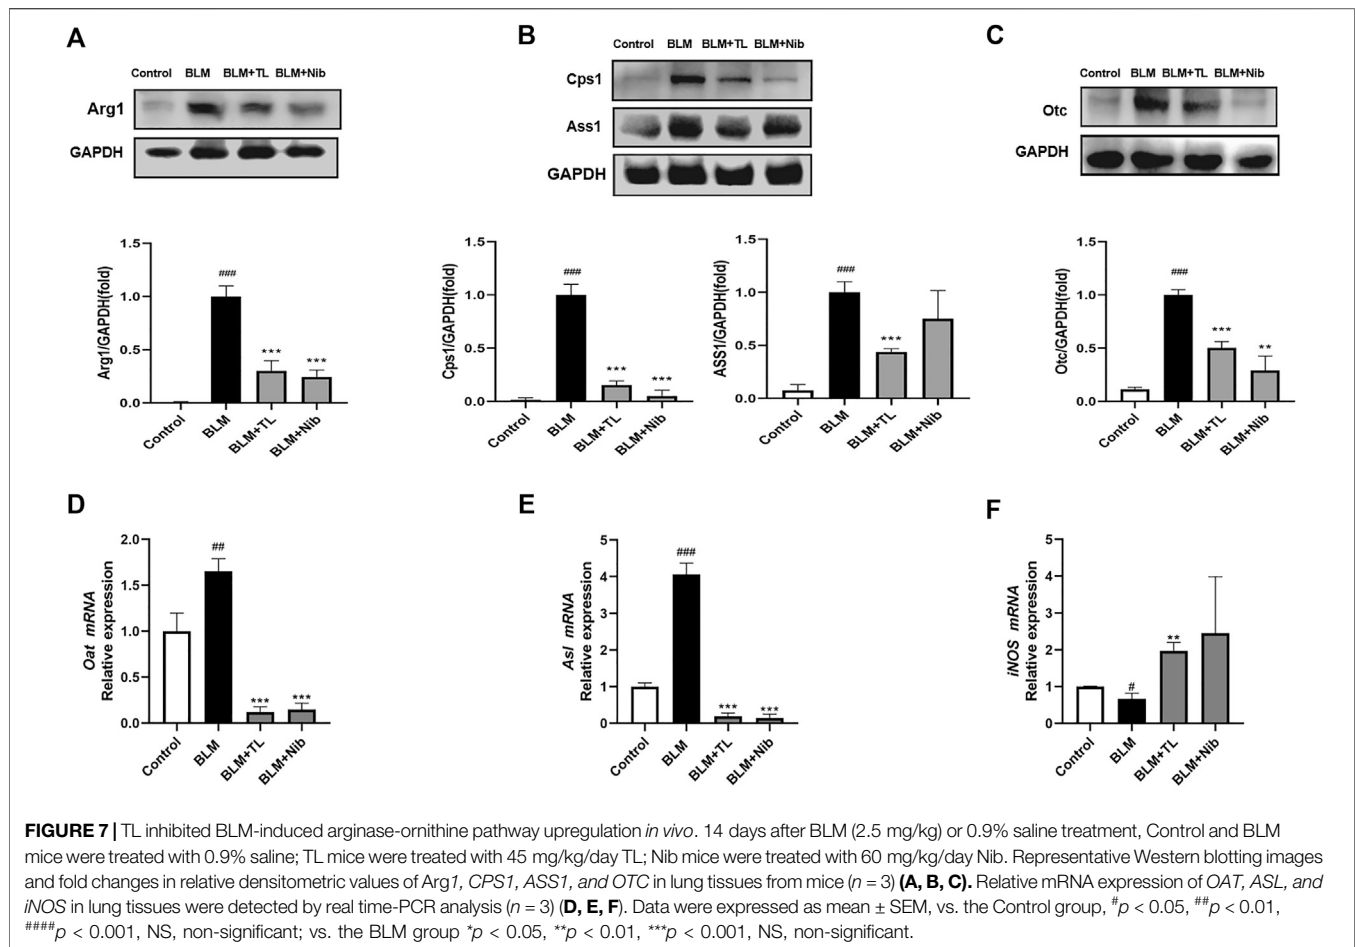 A
Control BLM BLM+TL BLM+Nib
Arg1
GAPDH
B
Control BLM BLM+TL BLM+Nib
Cps1
Ass1
GAPDH
C
Control BLM BLM+TL BLM+Nib
Otc
GAPDH
Arg1/GAPDH(fold)
1.5
1.0
0.5
0.0
###
***
***
Control
BLM
BLM+TL
BLM+Nib
Cps1/GAPDH(fold)
1.5
1.0
0.5
0.0
###
***
***
Control
BLM
BLM+TL
BLM+Nib
ASS1/GAPDH(fold)
1.5
1.0
0.5
0.0
###
***
Control
BLM
BLM+TL
BLM+Nib
Otc/GAPDH(fold)
1.5
1.0
0.5
0.0
###
***
**
Control
BLM
BLM+TL
BLM+Nib
D
Oat mRNA
Relative expression
2.0
1.5
1.0
0.5
0.0
##
***
***
Control
BLM
BLM+TL
BLM+Nib
E
Asl mRNA
Relative expression
5
4
3
2
1
0
###
***
***
Control
BLM
BLM+TL
BLM+Nib
F
iNOS mRNA
Relative expression
5
4
3
2
1
0
#
**
Control
BLM
BLM+TL
BLM+Nib
FIGURE 7 | TL inhibited BLM-induced arginase-ornithine pathway upregulation in vivo. 14 days after BLM (2.5 mg/kg) or 0.9% saline treatment, Control and BLM
mice were treated with 0.9% saline; TL mice were treated with 45 mg/kg/day TL; Nib mice were treated with 60 mg/kg/day Nib. Representative Western blotting images
and fold changes in relative densitometric values of Arg1, CPS1, ASS1, and OTC in lung tissues from mice (n = 3) (A, B, C). Relative mRNA expression of OAT, ASL, and
iNOS in lung tissues were detected by real time-PCR analysis (n = 3) (D, E, F). Data were expressed as mean ± SEM, vs. the Control group, #p < 0.05, ##p < 0.01,
####p < 0.001, NS, non-significant; vs. the BLM group *p < 0.05, **p < 0.01, ***p < 0.001, NS, non-significant.